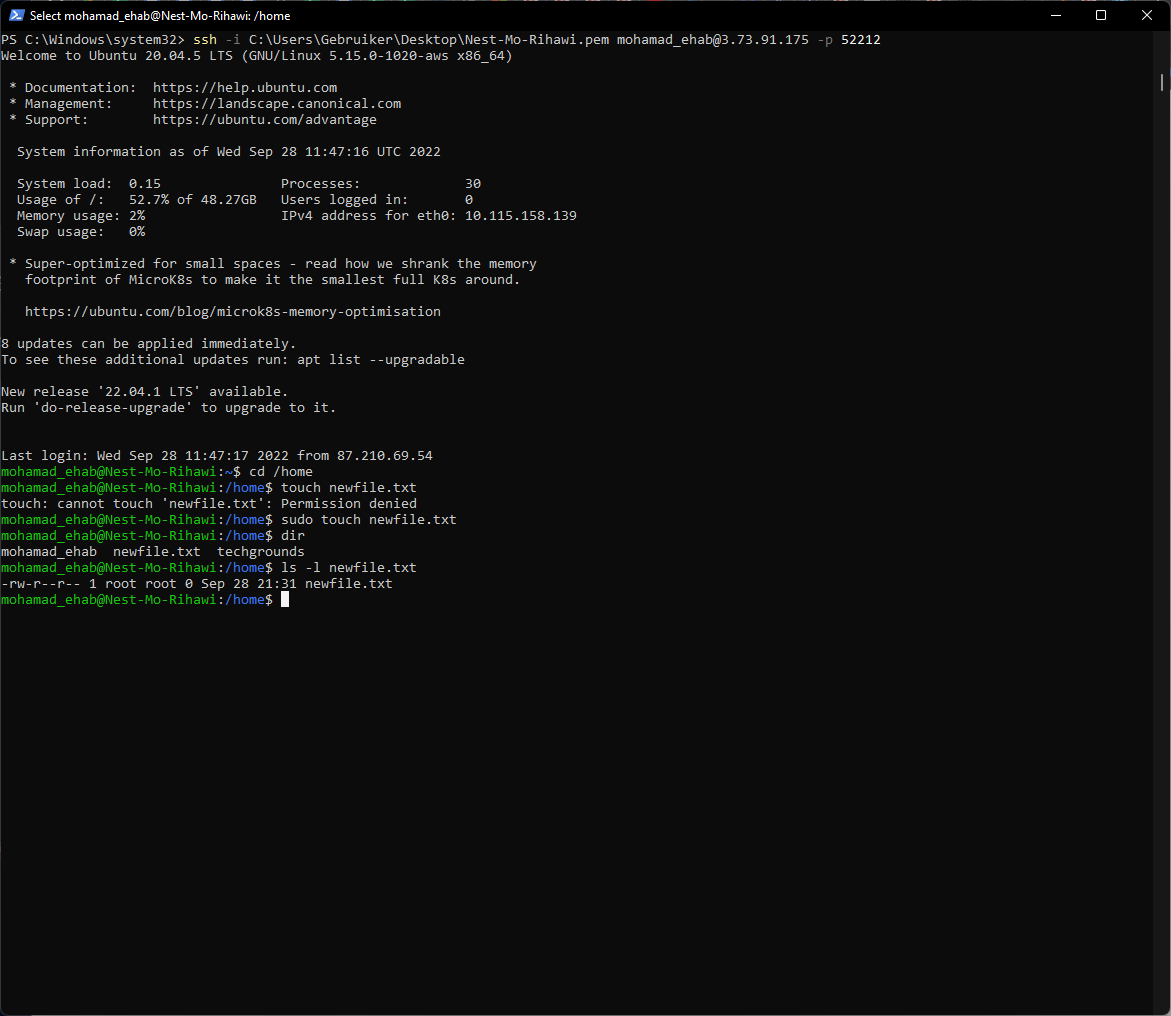 Select mohamad_ehab@Nest-Mo-Rihawi: /home
PS C:\Windows\system32> ssh -i C:\Users\Gebruiker\Desktop\Nest-Mo-Rihawi.pem mohamad_ehab@3.73.91.175 -p 52212
Welcome to Ubuntu 20.04.5 LTS (GNU/Linux 5.15.0-1020-aws x86_64)
* Documentation:  https://help.ubuntu.com
* Management:     https://landscape.canonical.com
* Support:        https://ubuntu.com/advantage
System information as of Wed Sep 28 11:47:16 UTC 2022
System load:  0.15               Processes:             30
Usage of /:   52.7% of 48.27GB   Users logged in:       0
Memory usage: 2%                 IPv4 address for eth0: 10.115.158.139
Swap usage:   0%
* Super-optimized for small spaces - read how we shrank the memory
footprint of MicroK8s to make it the smallest full K8s around.
https://ubuntu.com/blog/microk8s-memory-optimisation
8 updates can be applied immediately.
To see these additional updates run: apt list --upgradable
New release '22.04.1 LTS' available.
Run 'do-release-upgrade' to upgrade to it.
Last login: Wed Sep 28 11:47:17 2022 from 87.210.69.54
mohamad_ehab@Nest-Mo-Rihawi:~$ cd /home
mohamad_ehab@Nest-Mo-Rihawi:/home$ touch newfile.txt
touch: cannot touch 'newfile.txt': Permission denied
mohamad_ehab@Nest-Mo-Rihawi:/home$ sudo touch newfile.txt
mohamad_ehab@Nest-Mo-Rihawi:/home$ dir
mohamad_ehab  newfile.txt  techgrounds
mohamad_ehab@Nest-Mo-Rihawi:/home$ ls -l newfile.txt
-rw-r--r-- 1 root root 0 Sep 28 21:31 newfile.txt
mohamad_ehab@Nest-Mo-Rihawi:/home$